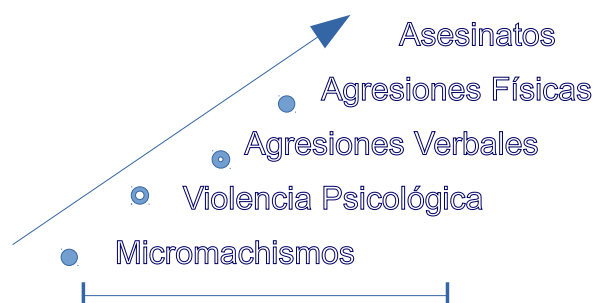 Asesinatos
Agresiones Físicas
Agresiones Verbales
Violencia Psicológica
Micromachismos